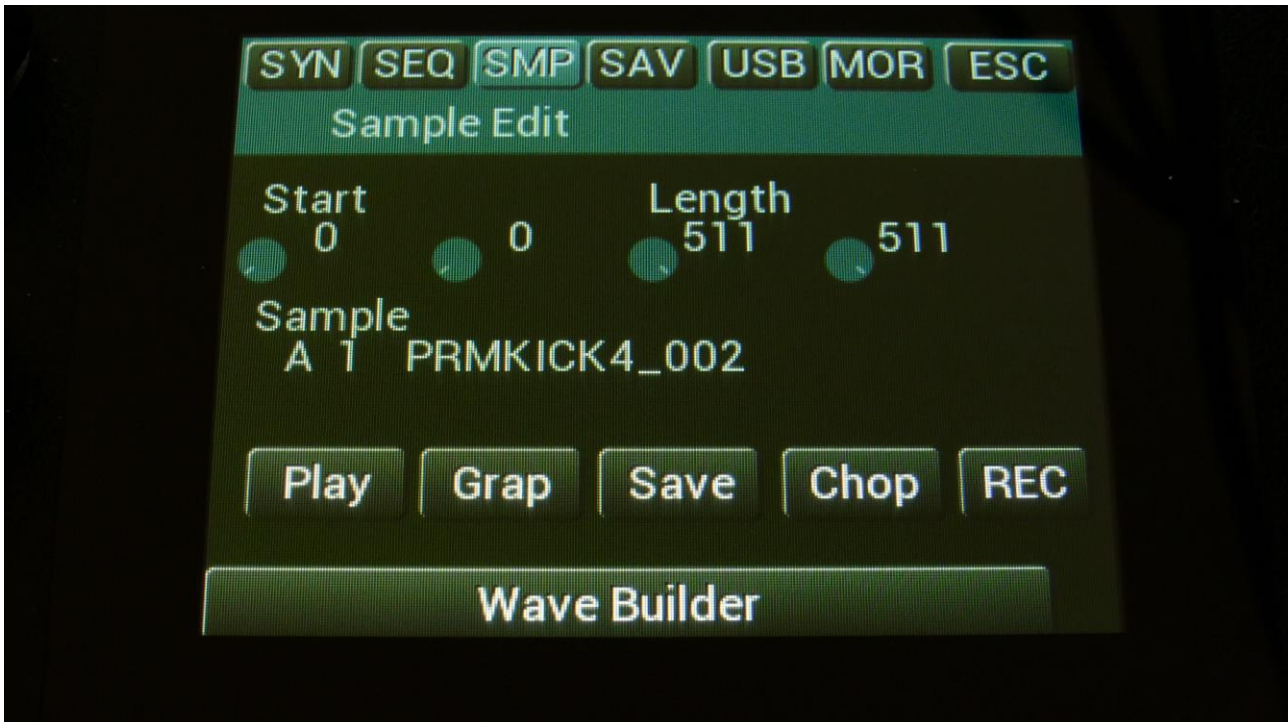 SYN SEQ SMP SAV USB MOR ESC
Sample Edit
Start Length
0 0 511 511
Sample
A 1 PRMKICK4_002
Play Grap Save Chop REC
Wave Builder